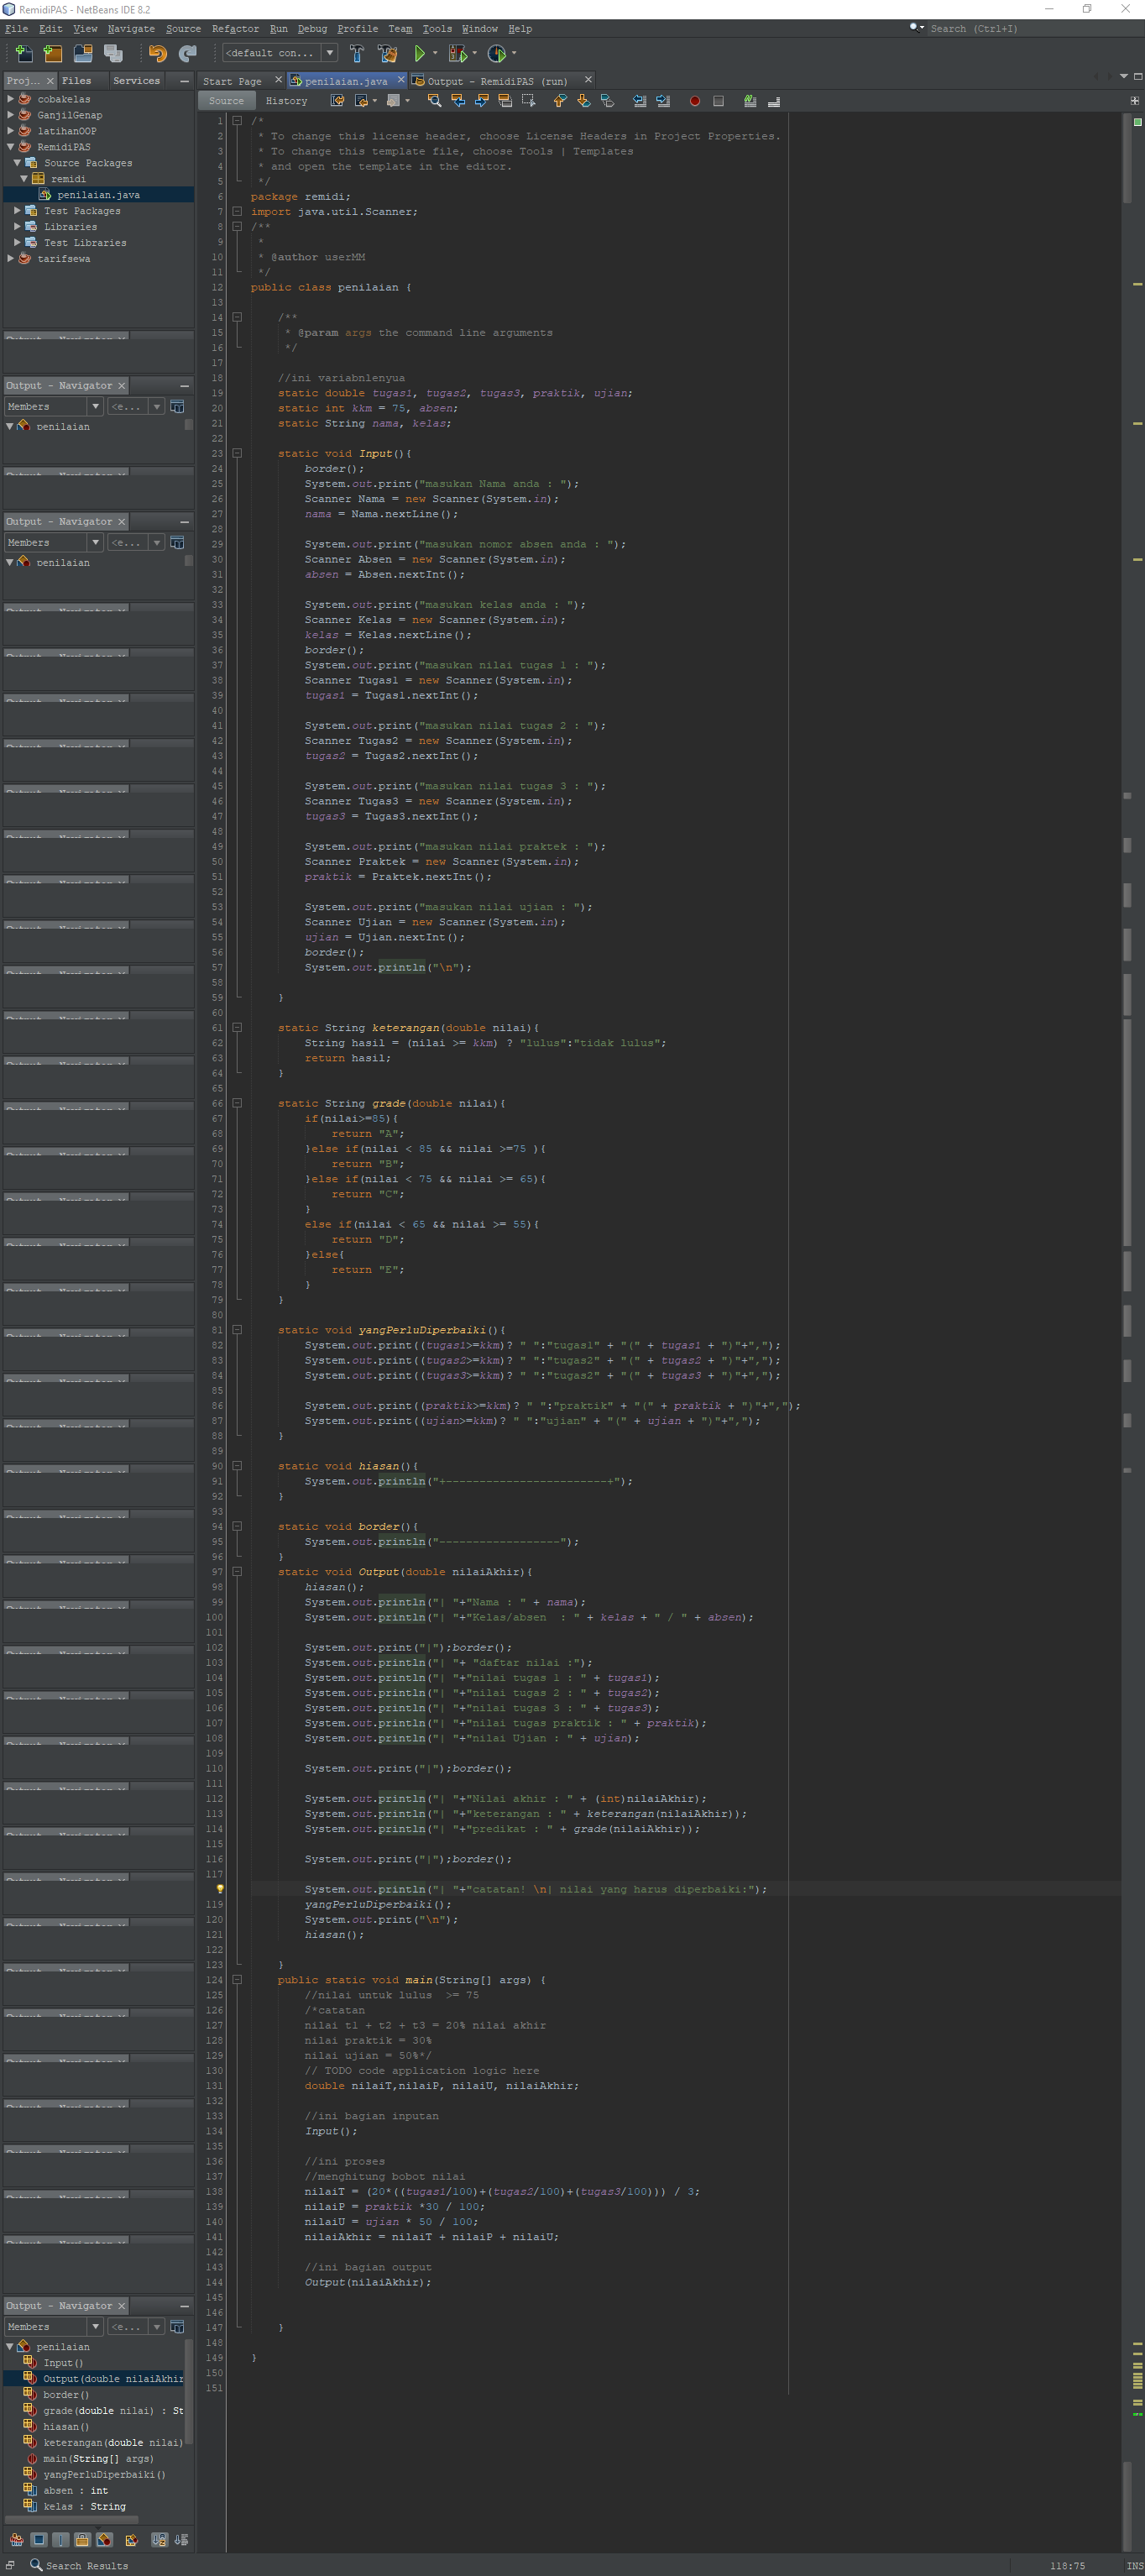 RemidiPAS - NetBeans IDE 8.2
File Edit View Navigate Source Refactor Run Debug Profile Team Tools Window Help
Search (Ctrl+I)
<default con...
Proj... Files Services
Start Page penilaian.java Output - RemidiPAS (run)
Source History
cobakelas
GanjilGenap
latihanOOP
RemidiPAS
Source Packages
remidi
penilaian.java
Test Packages
Libraries
Test Libraries
tarifsewa
Output - Navigator
Members <e...
penilaian
Output - Navigator
Members <e...
penilaian
1 /*
2 * To change this license header, choose License Headers in Project Properties.
3 * To change this template file, choose Tools | Templates
4 * and open the template in the editor.
5 */
6 package remidi;
7 import java.util.Scanner;
8 /**
9 *
10 * @author userMM
11 */
12 public class penilaian {
13
14 /**
15 * @param args the command line arguments
16 */
17
18 //ini variabnlenyua
19 static double tugas1, tugas2, tugas3, praktik, ujian;
20 static int kkm = 75, absen;
21 static String nama, kelas;
22
23 static void Input(){
24 border();
25 System.out.print("masukan Nama anda : ");
26 Scanner Nama = new Scanner(System.in);
27 nama = Nama.nextLine();
28
29 System.out.print("masukan nomor absen anda : ");
30 Scanner Absen = new Scanner(System.in);
31 absen = Absen.nextInt();
32
33 System.out.print("masukan kelas anda : ");
34 Scanner Kelas = new Scanner(System.in);
35 kelas = Kelas.nextLine();
36 border();
37 System.out.print("masukan nilai tugas 1 : ");
38 Scanner Tugas1 = new Scanner(System.in);
39 tugas1 = Tugas1.nextInt();
40
41 System.out.print("masukan nilai tugas 2 : ");
42 Scanner Tugas2 = new Scanner(System.in);
43 tugas2 = Tugas2.nextInt();
44
45 System.out.print("masukan nilai tugas 3 : ");
46 Scanner Tugas3 = new Scanner(System.in);
47 tugas3 = Tugas3.nextInt();
48
49 System.out.print("masukan nilai praktek : ");
50 Scanner Praktek = new Scanner(System.in);
51 praktik = Praktek.nextInt();
52
53 System.out.print("masukan nilai ujian : ");
54 Scanner Ujian = new Scanner(System.in);
55 ujian = Ujian.nextInt();
56 border();
57 System.out.println("\n");
58
59 }
60
61 static String keterangan(double nilai){
62 String hasil = (nilai >= kkm) ? "lulus":"tidak lulus";
63 return hasil;
64 }
65
66 static String grade(double nilai){
67 if(nilai>=85){
68 return "A";
69 }else if(nilai < 85 && nilai >=75 ){
70 return "B";
71 }else if(nilai < 75 && nilai >= 65){
72 return "C";
73 }
74 else if(nilai < 65 && nilai >= 55){
75 return "D";
76 }else{
77 return "E";
78 }
79 }
80
81 static void yangPerluDiperbaiki(){
82 System.out.print((tugas1>=kkm)? " ":"tugas1" + "(" + tugas1 + ")"+",");
83 System.out.print((tugas2>=kkm)? " ":"tugas2" + "(" + tugas2 + ")"+",");
84 System.out.print((tugas3>=kkm)? " ":"tugas2" + "(" + tugas3 + ")"+",");
85
86 System.out.print((praktik>=kkm)? " ":"praktik" + "(" + praktik + ")"+",");
87 System.out.print((ujian>=kkm)? " ":"ujian" + "(" + ujian + ")"+",");
88 }
89
90 static void hiasan(){
91 System.out.println("+------------------------+");
92 }
93
94 static void border(){
95 System.out.println("------------------");
96 }
97 static void Output(double nilaiAkhir){
98 hiasan();
99 System.out.println("| "+"Nama : " + nama);
100 System.out.println("| "+"Kelas/absen  : " + kelas + " / " + absen);
101
102 System.out.print("|");border();
103 System.out.println("| "+ "daftar nilai :");
104 System.out.println("| "+"nilai tugas 1 : " + tugas1);
105 System.out.println("| "+"nilai tugas 2 : " + tugas2);
106 System.out.println("| "+"nilai tugas 3 : " + tugas3);
107 System.out.println("| "+"nilai tugas praktik : " + praktik);
108 System.out.println("| "+"nilai Ujian : " + ujian);
109
110 System.out.print("|");border();
111
112 System.out.println("| "+"Nilai akhir : " + (int)nilaiAkhir);
113 System.out.println("| "+"keterangan : " + keterangan(nilaiAkhir));
114 System.out.println("| "+"predikat : " + grade(nilaiAkhir));
115
116 System.out.print("|");border();
117
System.out.println("| "+"catatan! \n| nilai yang harus diperbaiki:");
119 yangPerluDiperbaiki();
120 System.out.print("\n");
121 hiasan();
122
123 }
124 public static void main(String[] args) {
125 //nilai untuk lulus  >= 75
126 /*catatan
127 nilai t1 + t2 + t3 = 20% nilai akhir
128 nilai praktik = 30%
129 nilai ujian = 50%*/
130 // TODO code application logic here
131 double nilaiT,nilaiP, nilaiU, nilaiAkhir;
132
133 //ini bagian inputan
134 Input();
135
136 //ini proses
137 //menghitung bobot nilai
138 nilaiT = (20*((tugas1/100)+(tugas2/100)+(tugas3/100))) / 3;
139 nilaiP = praktik *30 / 100;
140 nilaiU = ujian * 50 / 100;
141 nilaiAkhir = nilaiT + nilaiP + nilaiU;
142
143 //ini bagian output
144 Output(nilaiAkhir);
145
146
147 }
148
149 }
150
151
Output - Navigator
Members <e...
penilaian
Input()
Output(double nilaiAkhir
border()
grade(double nilai) : St
hiasan()
keterangan(double nilai)
main(String[] args)
yangPerluDiperbaiki()
absen : int
kelas : String
Search Results
118:75 INS